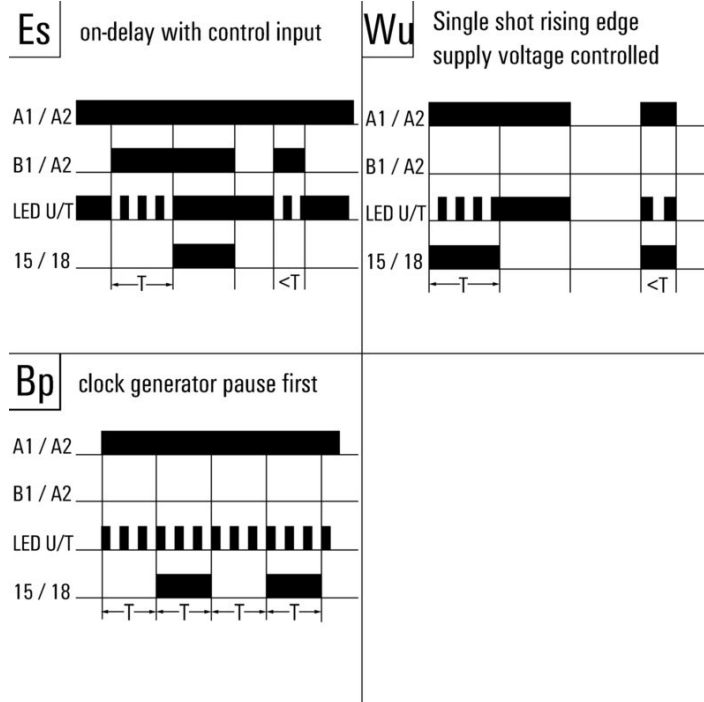 Es on-delay with control input
A1 / A2
B1 / A2
LED U/T
15 / 18
T <T
Wu Single shot rising edge
supply voltage controlled
A1 / A2
B1 / A2
LED U/T
15 / 18
T <T
Bp clock generator pause first
A1 / A2
B1 / A2
LED U/T
15 / 18
T T T T